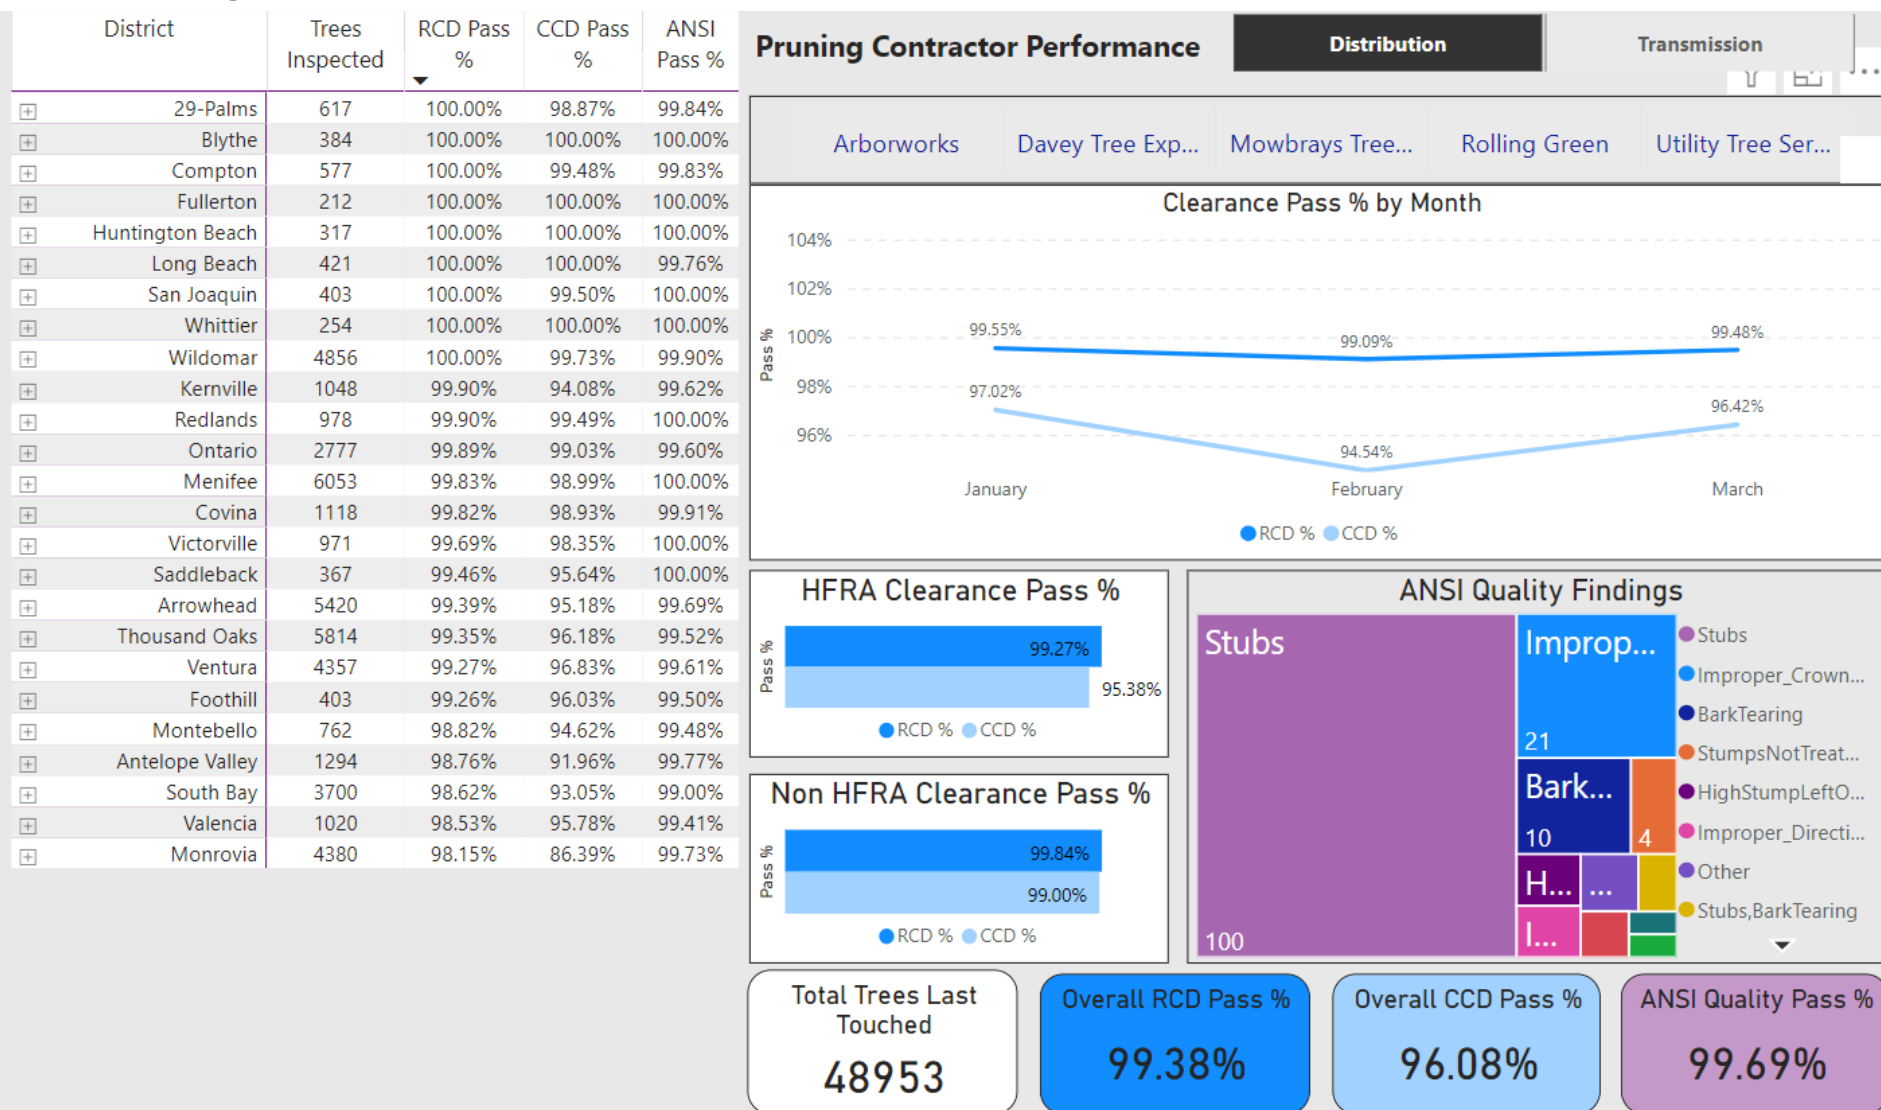 District Trees Inspected RCD Pass % CCD Pass % ANSI Pass %
29-Palms 617 100.00% 98.87% 99.84%
Blythe 384 100.00% 100.00% 100.00%
Compton 577 100.00% 99.48% 99.83%
Fullerton 212 100.00% 100.00% 100.00%
Huntington Beach 317 100.00% 100.00% 100.00%
Long Beach 421 100.00% 100.00% 99.76%
San Joaquin 403 100.00% 99.50% 100.00%
Whittier 254 100.00% 100.00% 100.00%
Wildomar 4856 100.00% 99.73% 99.90%
Kernville 1048 99.90% 94.08% 99.62%
Redlands 978 99.90% 99.49% 100.00%
Ontario 2777 99.89% 99.03% 99.60%
Menifee 6053 99.83% 98.99% 100.00%
Covina 1118 99.82% 98.93% 99.91%
Victorville 971 99.69% 98.35% 100.00%
Saddleback 367 99.46% 95.64% 100.00%
Arrowhead 5420 99.39% 95.18% 99.69%
Thousand Oaks 5814 99.35% 96.18% 99.52%
Ventura 4357 99.27% 96.83% 99.61%
Foothill 403 99.26% 96.03% 99.50%
Montebello 762 98.82% 94.62% 99.48%
Antelope Valley 1294 98.76% 91.96% 99.77%
South Bay 3700 98.62% 93.05% 99.00%
Valencia 1020 98.53% 95.78% 99.41%
Monrovia 4380 98.15% 86.39% 99.73%
Pruning Contractor Performance
Distribution
Transmission
Arborworks
Davey Tree Exp...
Mowbrays Tree...
Rolling Green
Utility Tree Ser...
Clearance Pass % by Month
104%
102%
100%
98%
96%
Pass %
99.55%
99.09%
99.48%
97.02%
94.54%
96.42%
January
February
March
RCD % CCD %
HFRA Clearance Pass %
Pass %
99.27%
95.38%
RCD % CCD %
Non HFRA Clearance Pass %
Pass %
99.84%
99.00%
RCD % CCD %
ANSI Quality Findings
Stubs
100
Improp...
21
Bark...
10
4
H...
...
I...
Stubs
Improper_Crown...
BarkTearing
StumpsNotTreat...
HighStumpLeftO...
Improper_Directi...
Other
Stubs,BarkTearing
Total Trees Last
Touched
48953
Overall RCD Pass %
99.38%
Overall CCD Pass %
96.08%
ANSI Quality Pass %
99.69%